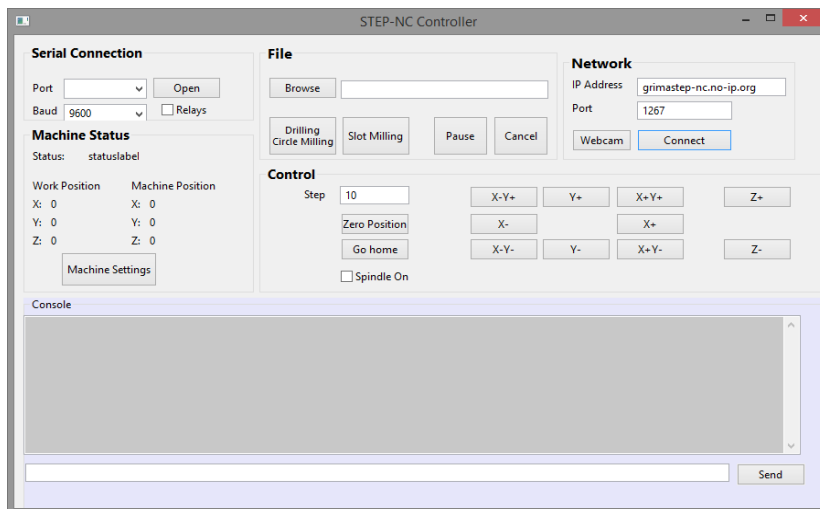 STEP-NC Controller
Serial Connection
Port
Open
Baud 9600
Relays
File
Browse
Drilling
Circle Milling
Slot Milling
Pause
Cancel
Network
IP Address grimastep-nc.no-ip.org
Port 1267
Webcam
Connect
Machine Status
Status: statuslabel
Work Position Machine Position
X: 0 X: 0
Y: 0 Y: 0
Z: 0 Z: 0
Machine Settings
Control
Step 10
Zero Position
Go home
Spindle On
X-Y+ Y+ X+Y+ Z+
X- X+
X-Y- Y- X+Y- Z-
Console
Send